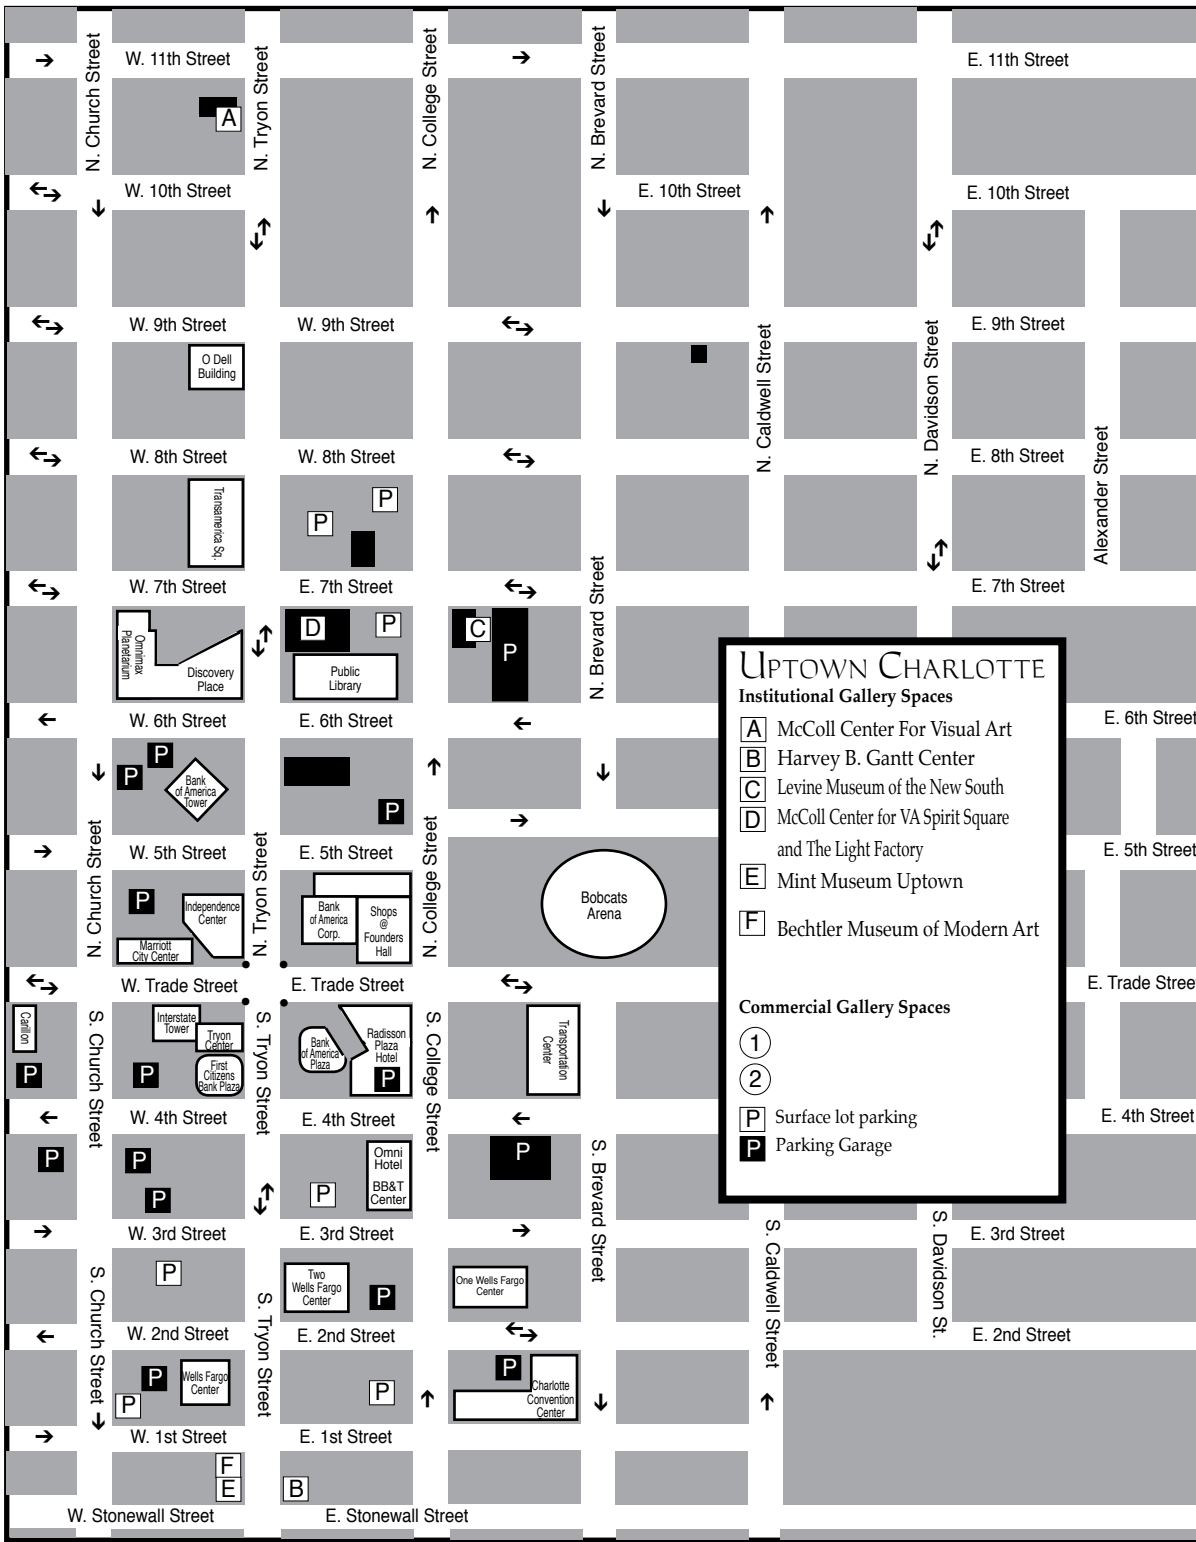 W. 11th Street
E. 11th Street
N. Church Street
N. Tryon Street
N. College Street
N. Brevard Street
A
W. 10th Street
E. 10th Street
E. 10th Street
W. 9th Street
W. 9th Street
E. 9th Street
O Dell
Building
N. Caldwell Street
N. Davidson Street
Alexander Street
W. 8th Street
W. 8th Street
E. 8th Street
Transamerica Sq.
P
P
W. 7th Street
E. 7th Street
E. 7th Street
N. Brevard Street
Omnimax
Planetarium
Discovery
Place
D
P
Public
Library
C
P
W. 6th Street
E. 6th Street
E. 6th Street
P
P
Bank
of America
Tower
P
N. Church Street
N. Tryon Street
N. College Street
W. 5th Street
E. 5th Street
E. 5th Street
P
Independence
Center
Marriott
City Center
Bank
of America
Corp.
Shops
@
Founders
Hall
Bobcats
Arena
W. Trade Street
E. Trade Street
E. Trade Street
Carillon
P
S. Church Street
Interstate
Tower
Tryon
Center
First
Citizens
Bank Plaza
P
S. Tryon Street
Bank
of America
Plaza
Radisson
Plaza
Hotel
P
S. College Street
Transportation
Center
W. 4th Street
E. 4th Street
E. 4th Street
P
P
P
P
Omni
Hotel
BB&T
Center
P
S. Brevard Street
W. 3rd Street
E. 3rd Street
E. 3rd Street
S. Church Street
P
S. Tryon Street
Two
Wells Fargo
Center
P
One Wells Fargo
Center
S. Caldwell Street
S. Davidson St.
W. 2nd Street
E. 2nd Street
E. 2nd Street
P
P
Wells Fargo
Center
P
P
Charlotte
Convention
Center
W. 1st Street
E. 1st Street
F
E
B
W. Stonewall Street
E. Stonewall Street
UPTOWN CHARLOTTE
Institutional Gallery Spaces
A McColl Center For Visual Art
B Harvey B. Gantt Center
C Levine Museum of the New South
D McColl Center for VA Spirit Square
and The Light Factory
E Mint Museum Uptown
F Bechtler Museum of Modern Art
Commercial Gallery Spaces
1
2
P Surface lot parking
P Parking Garage